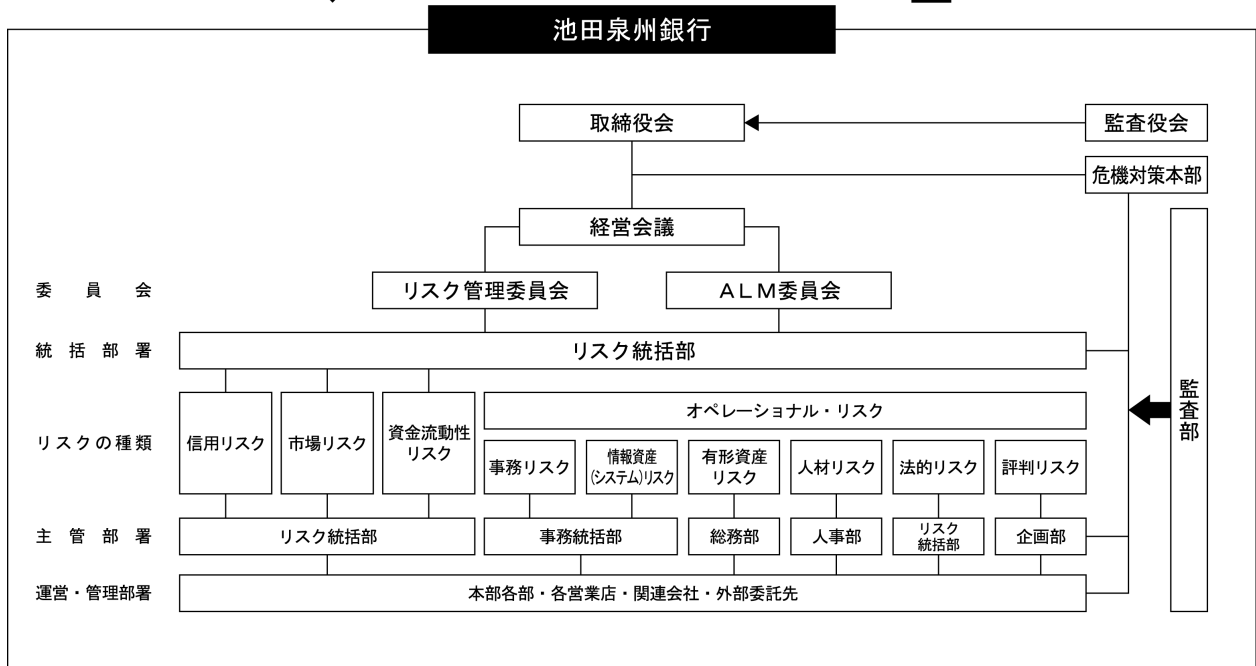 池田泉州銀行
取締役会
監査役会
危機対策本部
経営会議
委員会
リスク管理委員会
ALM委員会
統括部署
リスク統括部
監査部
リスクの種類
信用リスク
市場リスク
資金流動性
リスク
オペレーショナル・リスク
事務リスク
情報資産
(システム)リスク
有形資産
リスク
人材リスク
法的リスク
評判リスク
主管部署
リスク統括部
事務統括部
総務部
人事部
リスク
統括部
企画部
運営・管理部署
本部各部・各営業店・関連会社・外部委託先